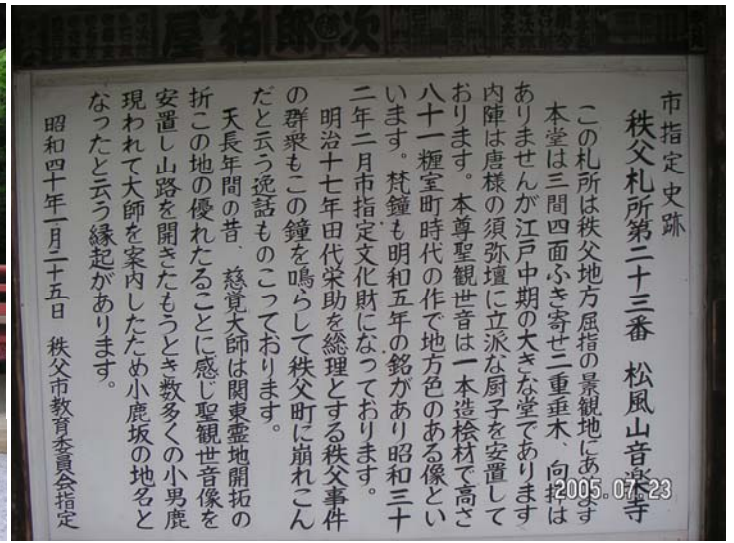 屋柏郎次
市指定史跡
秩父札所第二十三番 松風山音楽寺
この札所は秩父地方屈指の景観地にあります
本堂は三間四面ふき寄せ二重垂木、向拝は
ありませんが江戸中期の大きな堂であります
内陣は唐様の須弥壇に立派な厨子を安置して
おります。本尊聖観世音は一本造桧材で高さ
八十一糎室町時代の作で地方色のある像とい
います。梵鐘も明和五年の銘があり昭和三十
二年二月市指定文化財になっております。
明治十七年田代栄助を総理とする秩父事件
の群衆もこの鐘を鳴らして秩父町に崩れこん
だと云う逸話ものこっております。
天長年間の昔、慈覚大師は関東霊地開拓の
折この地の優れたることに感じ聖観世音像を
安置し山路を開きたもうとき数多くの小男鹿
現われて大師を案内したため小鹿坂の地名と
なったと云う縁起があります。
昭和四十年一月二十五日 秩父市教育委員会指定
2005.07.23